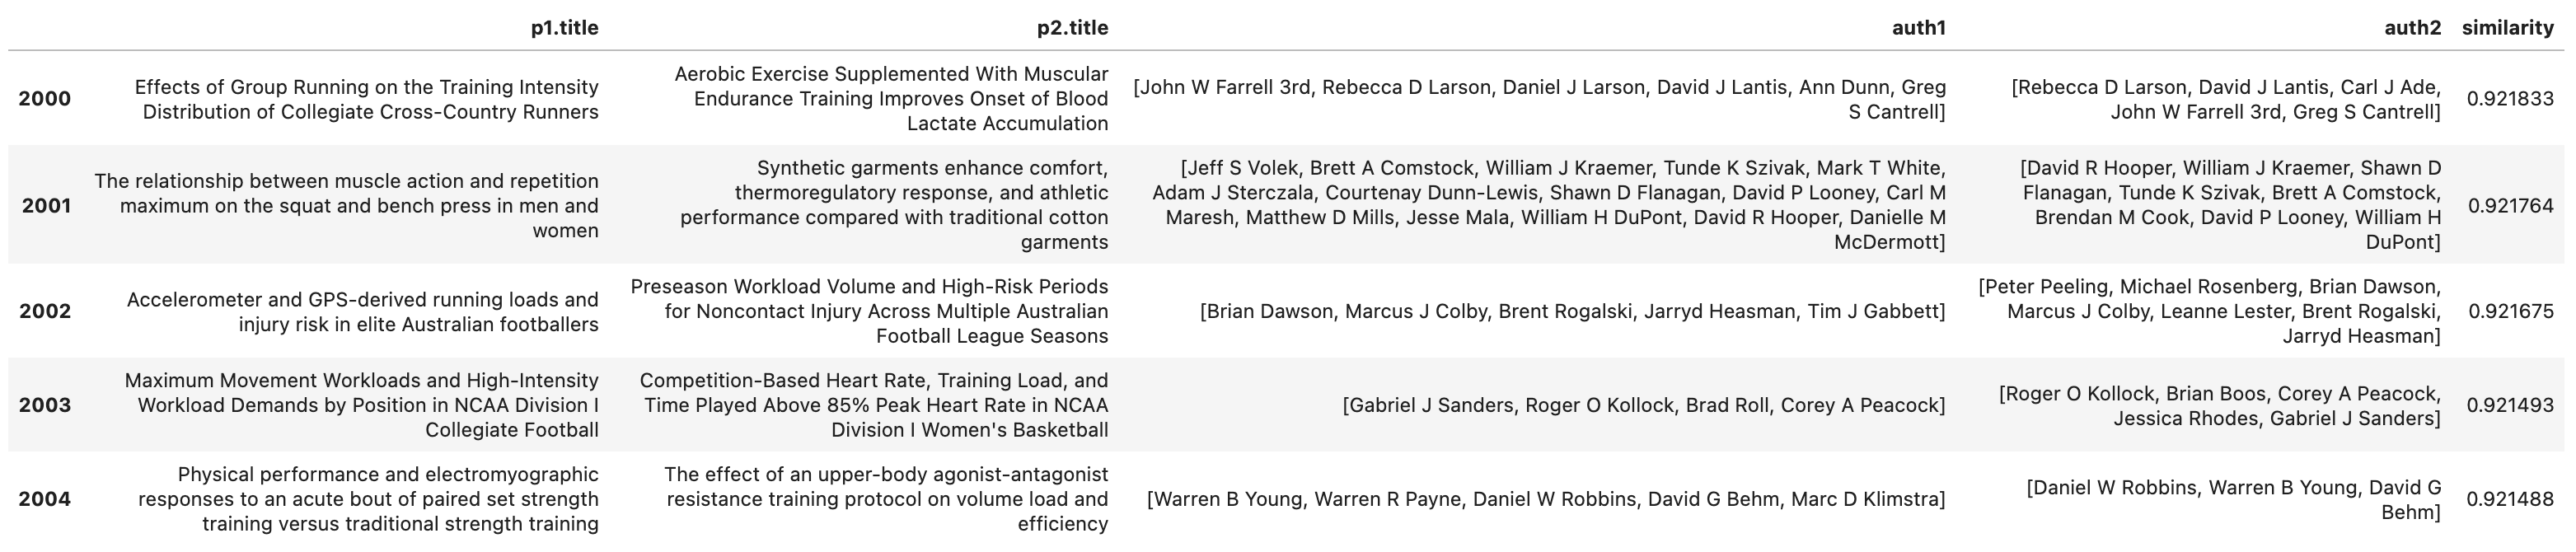 p1.title p2.title auth1 auth2 similarity
2000
Effects of Group Running on the Training Intensity
Distribution of Collegiate Cross-Country Runners
Aerobic Exercise Supplemented With Muscular
Endurance Training Improves Onset of Blood
Lactate Accumulation
[John W Farrell 3rd, Rebecca D Larson, Daniel J Larson, David J Lantis, Ann Dunn, Greg
S Cantrell]
[Rebecca D Larson, David J Lantis, Carl J Ade,
John W Farrell 3rd, Greg S Cantrell]
0.921833
2001
The relationship between muscle action and repetition
maximum on the squat and bench press in men and
women
Synthetic garments enhance comfort,
thermoregulatory response, and athletic
performance compared with traditional cotton
garments
[Jeff S Volek, Brett A Comstock, William J Kraemer, Tunde K Szivak, Mark T White,
Adam J Sterczala, Courtenay Dunn-Lewis, Shawn D Flanagan, David P Looney, Carl M
Maresh, Matthew D Mills, Jesse Mala, William H DuPont, David R Hooper, Danielle M
McDermott]
[David R Hooper, William J Kraemer, Shawn D
Flanagan, Tunde K Szivak, Brett A Comstock,
Brendan M Cook, David P Looney, William H
DuPont]
0.921764
2002
Accelerometer and GPS-derived running loads and
injury risk in elite Australian footballers
Preseason Workload Volume and High-Risk Periods
for Noncontact Injury Across Multiple Australian
Football League Seasons
[Brian Dawson, Marcus J Colby, Brent Rogalski, Jarryd Heasman, Tim J Gabbett]
[Peter Peeling, Michael Rosenberg, Brian Dawson,
Marcus J Colby, Leanne Lester, Brent Rogalski,
Jarryd Heasman]
0.921675
2003
Maximum Movement Workloads and High-Intensity
Workload Demands by Position in NCAA Division I
Collegiate Football
Competition-Based Heart Rate, Training Load, and
Time Played Above 85% Peak Heart Rate in NCAA
Division I Women's Basketball
[Gabriel J Sanders, Roger O Kollock, Brad Roll, Corey A Peacock]
[Roger O Kollock, Brian Boos, Corey A Peacock,
Jessica Rhodes, Gabriel J Sanders]
0.921493
2004
Physical performance and electromyographic
responses to an acute bout of paired set strength
training versus traditional strength training
The effect of an upper-body agonist-antagonist
resistance training protocol on volume load and
efficiency
[Warren B Young, Warren R Payne, Daniel W Robbins, David G Behm, Marc D Klimstra]
[Daniel W Robbins, Warren B Young, David G
Behm]
0.921488